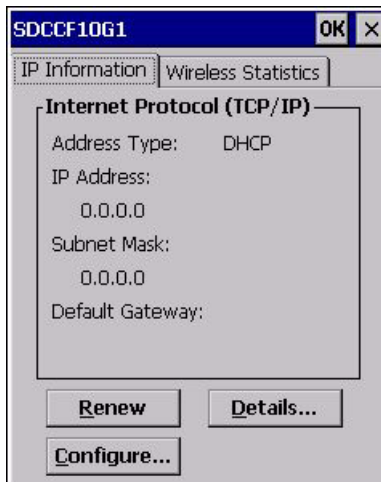 SDCCF10G1 OK ×
IP Information Wireless Statistics
Internet Protocol (TCP/IP)
Address Type: DHCP
IP Address:
0.0.0.0
Subnet Mask:
0.0.0.0
Default Gateway:
Renew Details...
Configure...